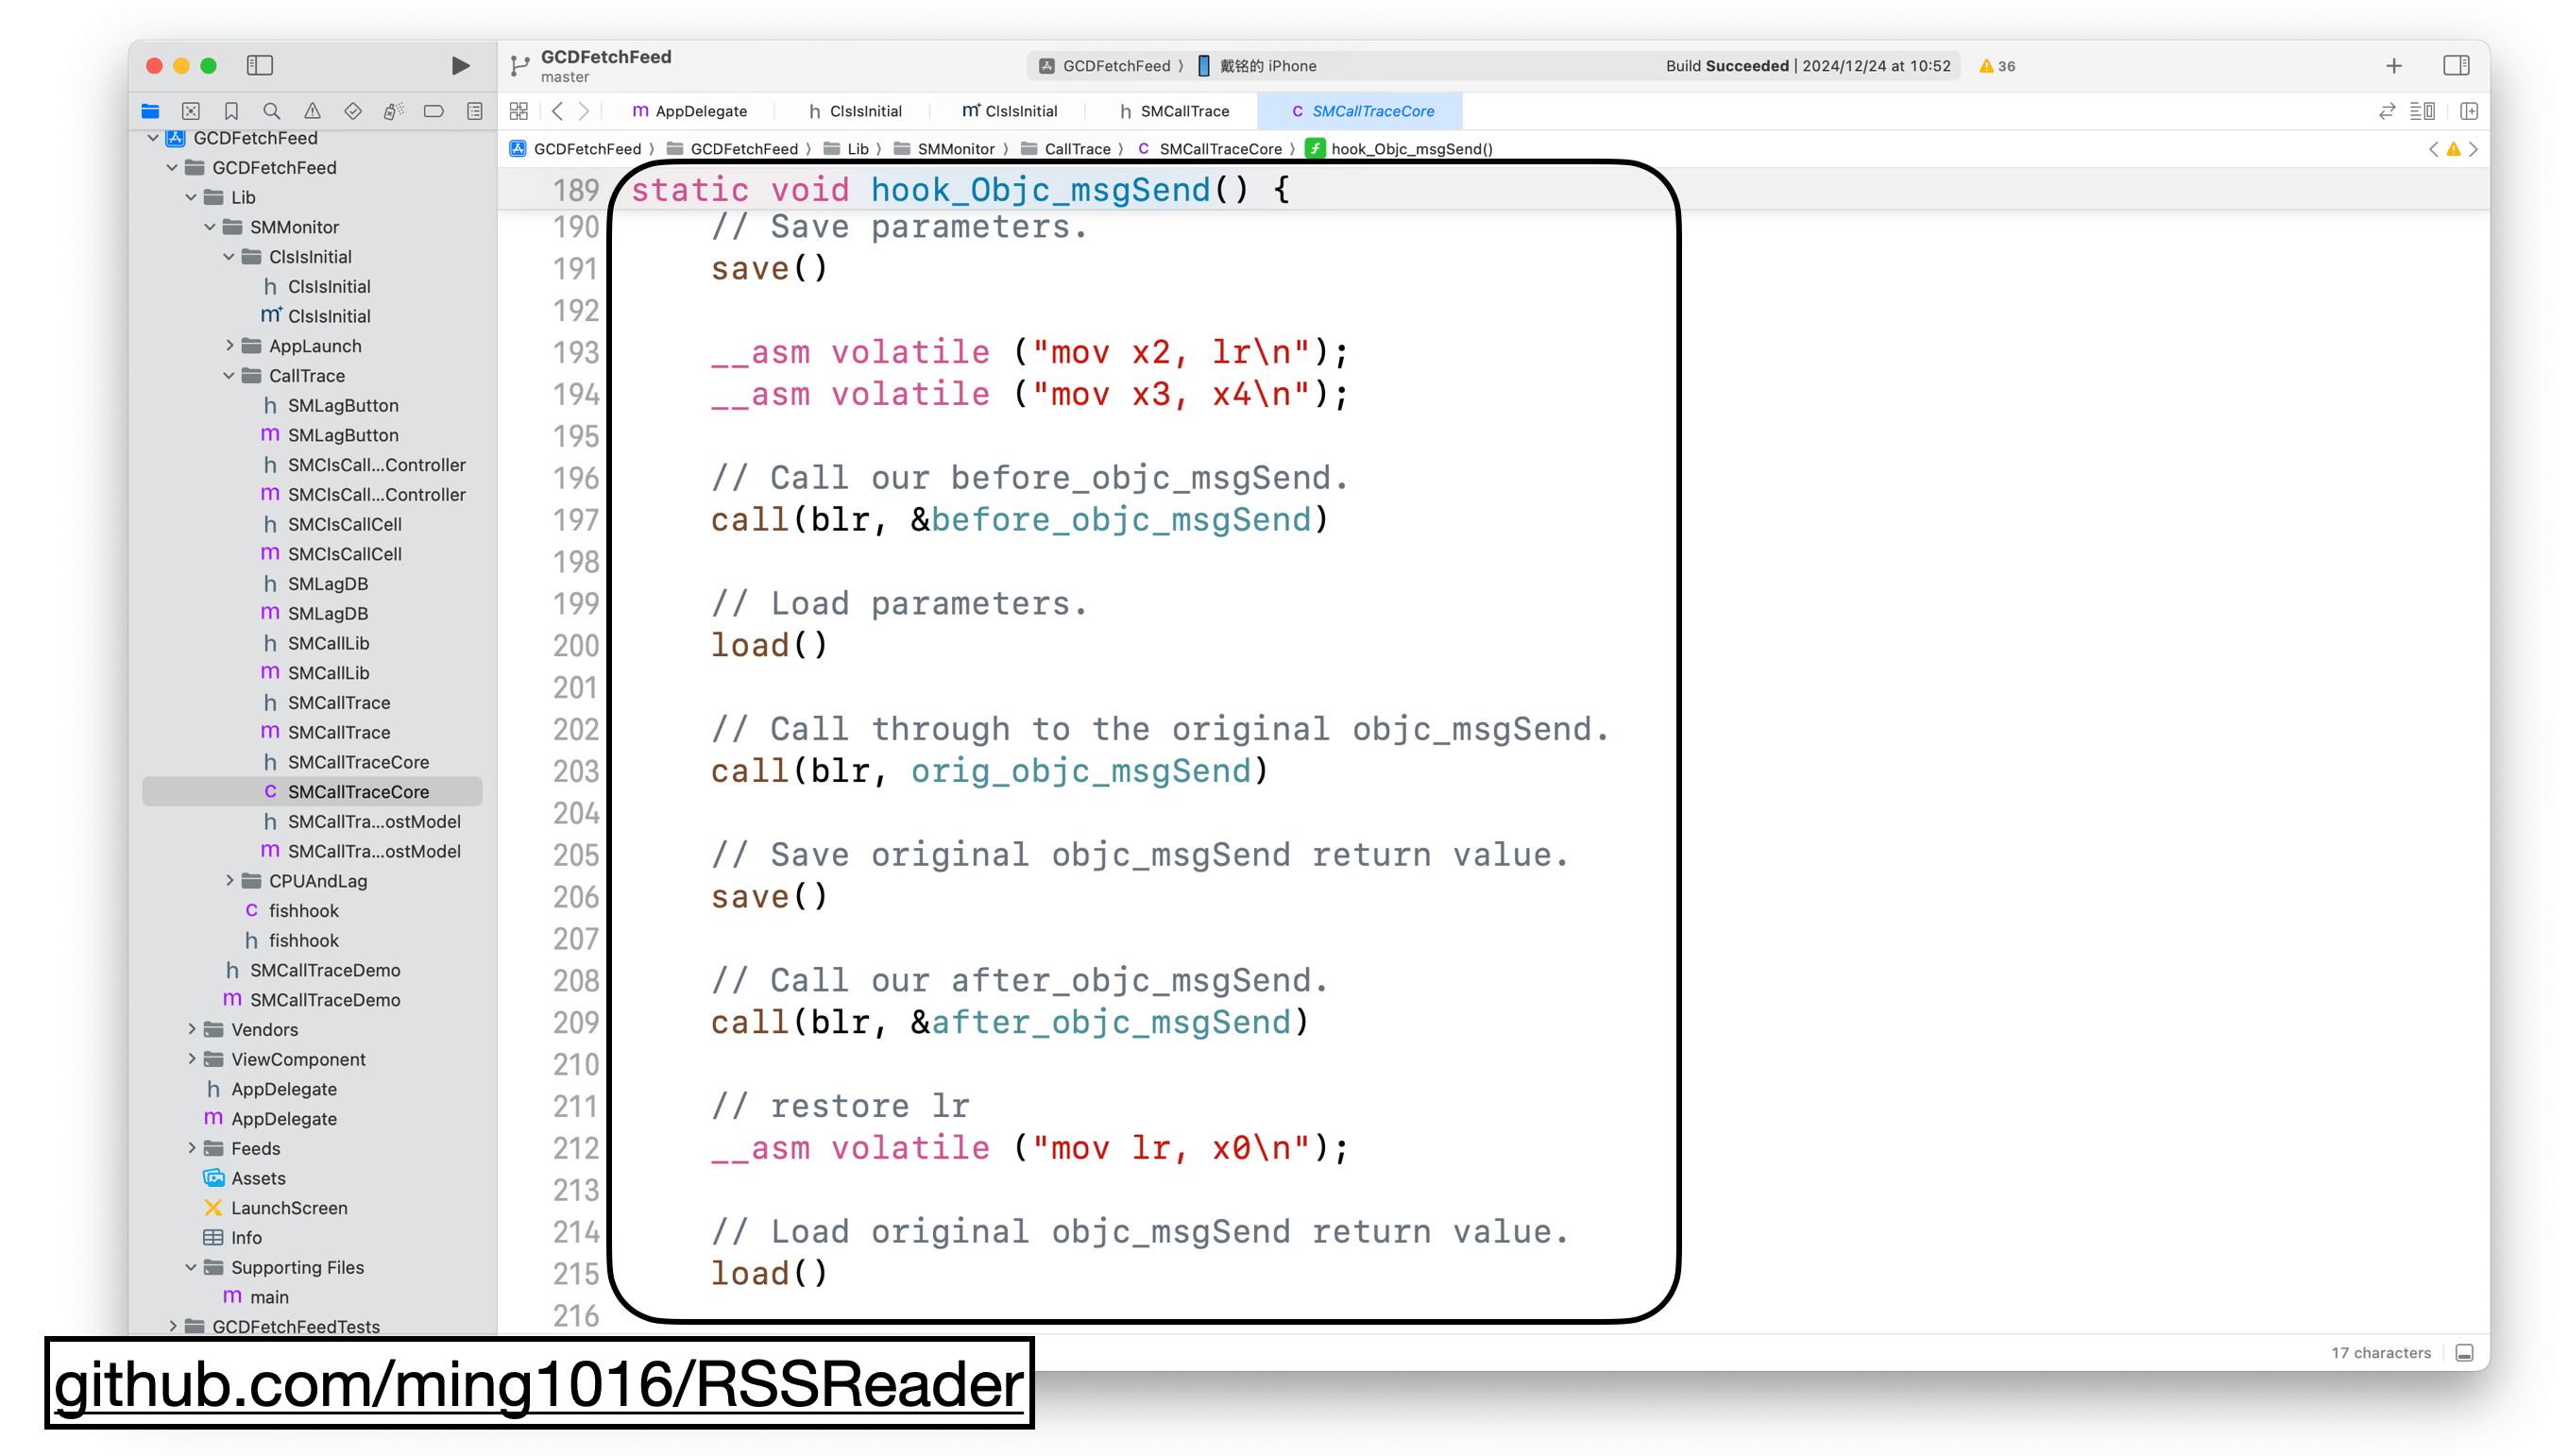 GCDFetchFeed
master
GCDFetchFeed 〉 戴铭的 iPhone
Build Succeeded | 2024/12/24 at 10:52
36
AppDelegate
ClsIsInitial
ClsIsInitial
SMCallTrace
SMCallTraceCore
GCDFetchFeed 〉 GCDFetchFeed 〉 Lib 〉 SMMonitor 〉 CallTrace 〉 C SMCallTraceCore 〉 f hook_Objc_msgSend()
GCDFetchFeed
GCDFetchFeed
Lib
SMMonitor
ClsIsInitial
h ClsIsInitial
m ClsIsInitial
AppLaunch
CallTrace
h SMLagButton
m SMLagButton
h SMClsCall...Controller
m SMClsCall...Controller
h SMClsCallCell
m SMClsCallCell
h SMLagDB
m SMLagDB
h SMCallLib
m SMCallLib
h SMCallTrace
m SMCallTrace
h SMCallTraceCore
C SMCallTraceCore
h SMCallTra...ostModel
m SMCallTra...ostModel
CPUAndLag
C fishhook
h fishhook
h SMCallTraceDemo
m SMCallTraceDemo
Vendors
ViewComponent
h AppDelegate
m AppDelegate
Feeds
Assets
LaunchScreen
Info
Supporting Files
m main
GCDFetchFeedTests
189 static void hook_Objc_msgSend() {
190 // Save parameters.
191 save()
192
193 __asm volatile ("mov x2, lr\n");
194 __asm volatile ("mov x3, x4\n");
195
196 // Call our before_objc_msgSend.
197 call(blr, &before_objc_msgSend)
198
199 // Load parameters.
200 load()
201
202 // Call through to the original objc_msgSend.
203 call(blr, orig_objc_msgSend)
204
205 // Save original objc_msgSend return value.
206 save()
207
208 // Call our after_objc_msgSend.
209 call(blr, &after_objc_msgSend)
210
211 // restore lr
212 __asm volatile ("mov lr, x0\n");
213
214 // Load original objc_msgSend return value.
215 load()
216
17 characters
github.com/ming1016/RSSReader